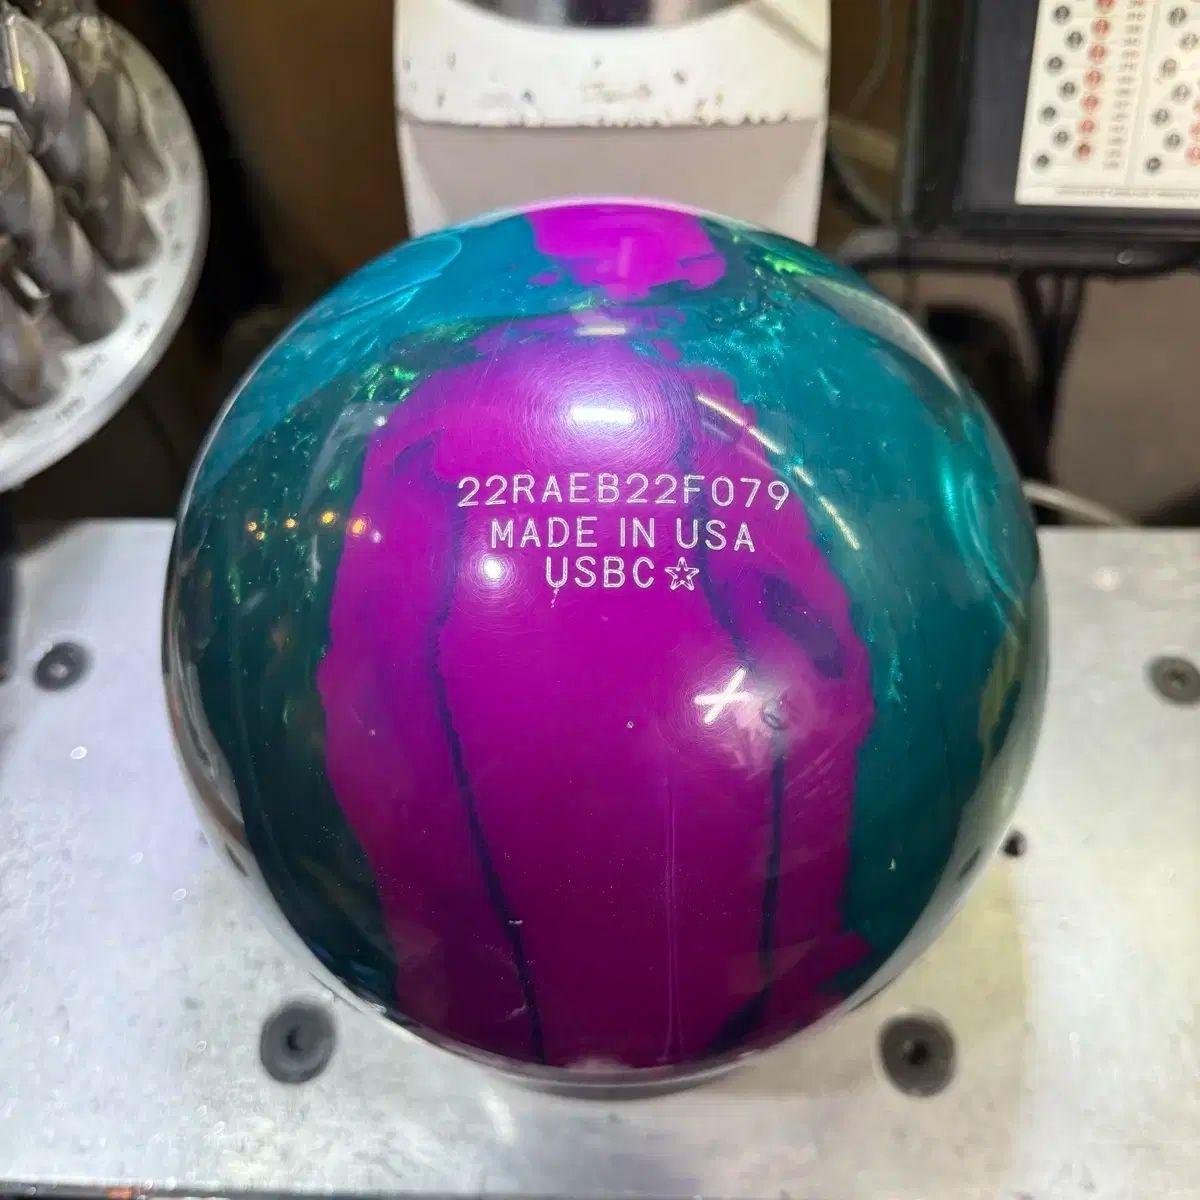 22RAEB22F079
MADE IN USA
USBC☆